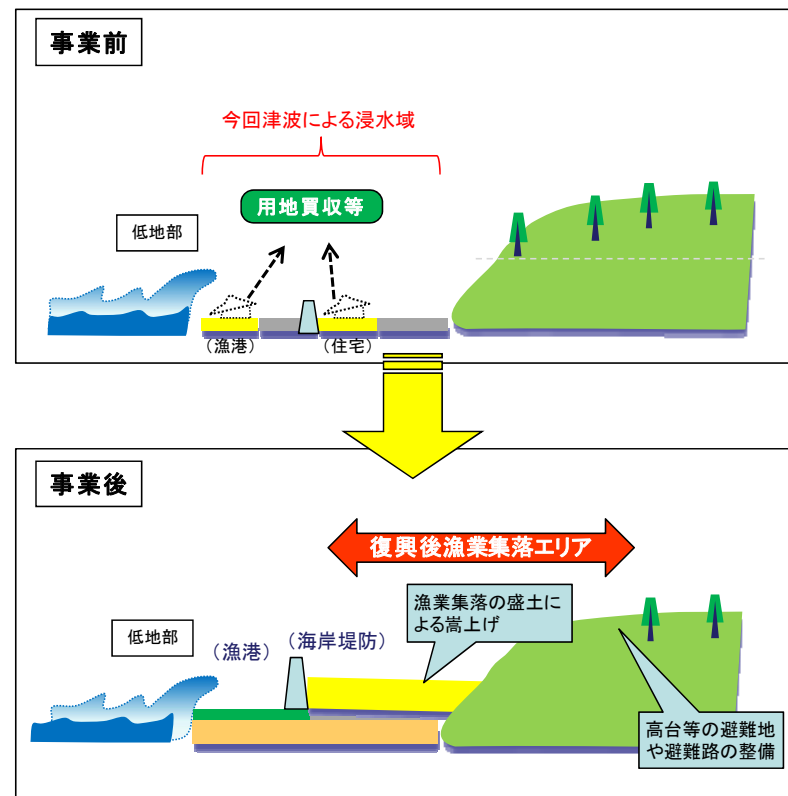 事業前
今回津波による浸水域
用地買収等
低地部
（漁港）
（住宅）
事業後
復興後漁業集落エリア
漁業集落の盛土に
よる嵩上げ
低地部
（漁港）
（海岸堤防）
高台等の避難地
や避難路の整備